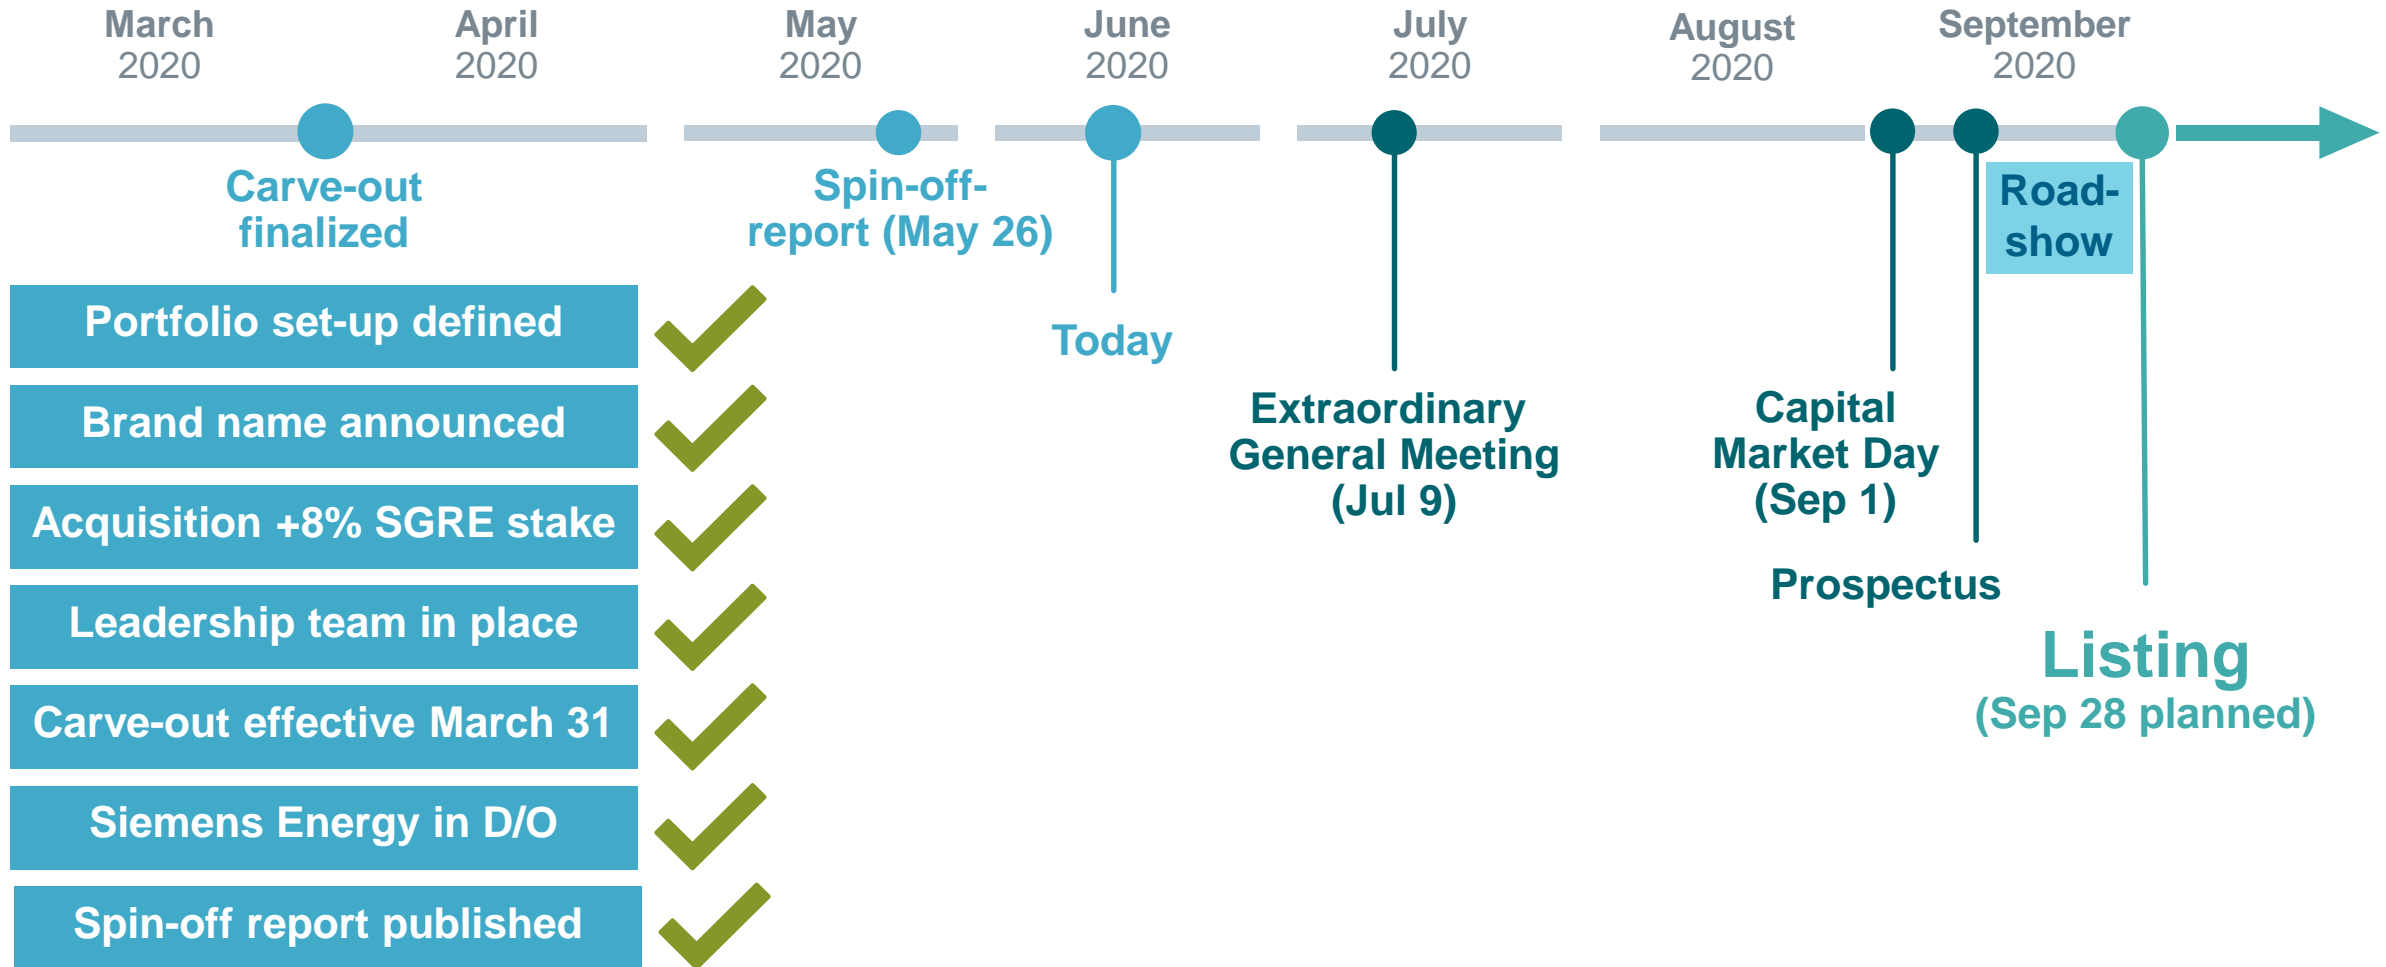 March
2020
April
2020
May
2020
June
2020
July
2020
August
2020
September
2020
Carve-out
finalized
Spin-off-
report (May 26)
Today
Extraordinary
General Meeting
(Jul 9)
Capital
Market Day
(Sep 1)
Prospectus
Road-
show
Listing
(Sep 28 planned)
Portfolio set-up defined
Brand name announced
Acquisition +8% SGRE stake
Leadership team in place
Carve-out effective March 31
Siemens Energy in D/O
Spin-off report published